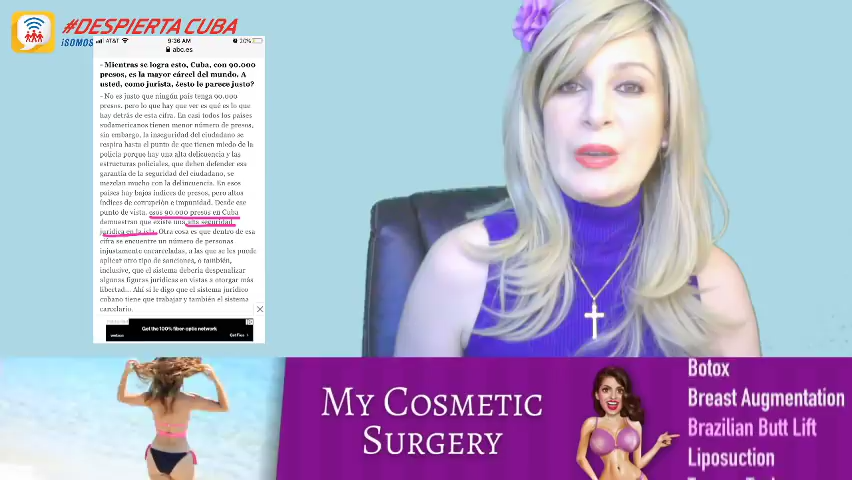 #DESPIERTA CUBA
¡SOMOS
AT&T
9:36 AM
30%
abc.es
- Mientras se logra esto, Cuba, con 90.000
presos, es la mayor cárcel del mundo. A
usted, como jurista, ¿esto le parece justo?
- No es justo que ningún país tenga 90.000
presos, pero lo que hay que ver es qué es lo que
hay detrás de esta cifra. En casi todos los países
sudamericanos tienen menor número de presos,
sin embargo, la inseguridad del ciudadano se
respira hasta el punto de que tienen miedo de la
policía porque hay una alta delicuencia y las
estructuras policiales, que deben defender esa
garantía de la seguridad del ciudadano, se
mezclan mucho con la delincuencia. En esos
países hay bajos índices de presos, pero altos
índices de corrupción e impunidad. Desde ese
punto de vista, esos 90.000 presos en Cuba
demuestran que existe una alta seguridad
jurídica en la isla. Otra cosa es que dentro de esa
cifra se encuentre un número de personas
injustamente encarceladas, a las que se les puede
aplicar otro tipo de sanciones, o también,
inclusive, que el sistema debería despenalizar
algunas figuras jurídicas en vistas a otorgar más
libertad... Ahí sí le digo que el sistema jurídico
cubano tiene que trabajar y también el sistema
carcelario.
Get the 100% fiber-optic network
Get Fios
My Cosmetic
Surgery
Botox
Breast Augmentation
Brazilian Butt Lift
Liposuction